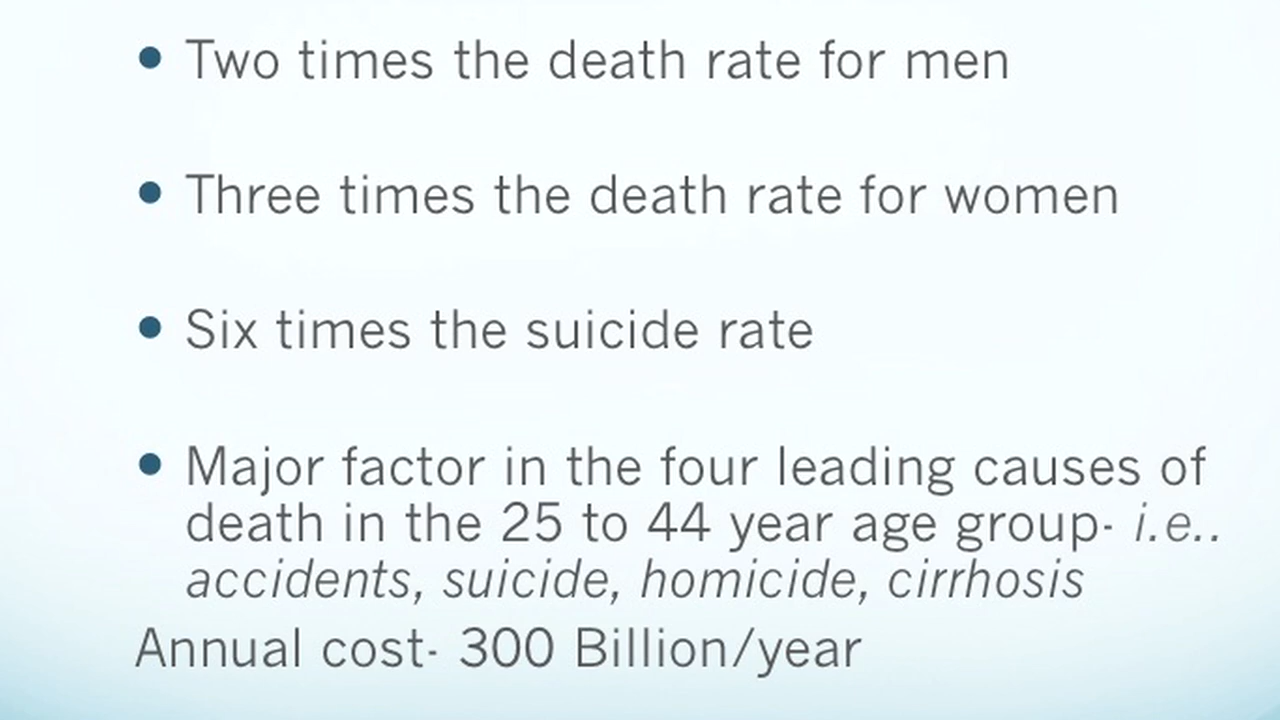 • Two times the death rate for men
• Three times the death rate for women
• Six times the suicide rate
• Major factor in the four leading causes of
death in the 25 to 44 year age group- i.e..
accidents, suicide, homicide, cirrhosis
Annual cost- 300 Billion/year